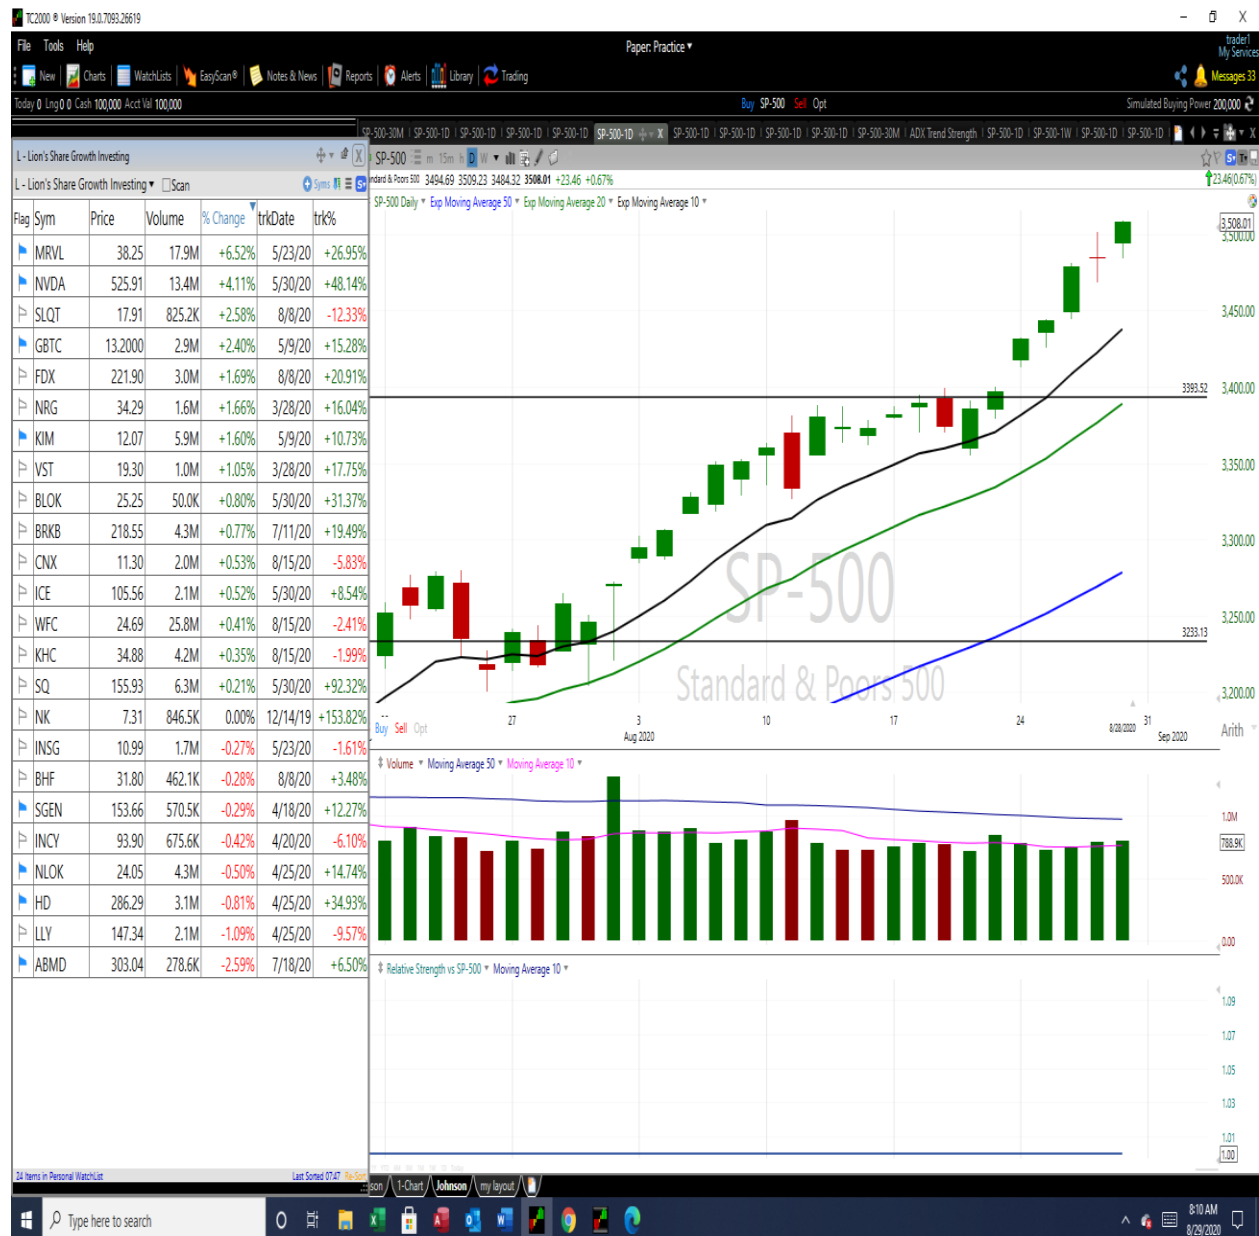 TC2000 ® Version 19.0.7093.26619
File Tools Help
Paper: Practice
trader1
My Services
New Charts WatchLists EasyScan® Notes & News Reports Alerts Library Trading
Messages 33
Today 0 Lng 0 0 Cash 100,000 Acct Val 100,000
Buy SP-500 Sell Opt
Simulated Buying Power 200,000
SP-500-30M SP-500-1D SP-500-1D SP-500-1D SP-500-1D SP-500-1D X SP-500-1D SP-500-1D SP-500-1D SP-500-1D SP-500-30M ADX Trend Strength SP-500-1D SP-500-1W SP-500-1D SP-500-1D
L - Lion's Share Growth Investing
L - Lion's Share Growth Investing Scan Syms
Flag Sym Price Volume % Change trkDate trk%
MRVL 38.25 17.9M +6.52% 5/23/20 +26.95%
NVDA 525.91 13.4M +4.11% 5/30/20 +48.14%
SLQT 17.91 825.2K +2.58% 8/8/20 -12.33%
GBTC 13.2000 2.9M +2.40% 5/9/20 +15.28%
FDX 221.90 3.0M +1.69% 8/8/20 +20.91%
NRG 34.29 1.6M +1.66% 3/28/20 +16.04%
KIM 12.07 5.9M +1.60% 5/9/20 +10.73%
VST 19.30 1.0M +1.05% 3/28/20 +17.75%
BLOK 25.25 50.0K +0.80% 5/30/20 +31.37%
BRKB 218.55 4.3M +0.77% 7/11/20 +19.49%
CNX 11.30 2.0M +0.53% 8/15/20 -5.83%
ICE 105.56 2.1M +0.52% 5/30/20 +8.54%
WFC 24.69 25.8M +0.41% 8/15/20 -2.41%
KHC 34.88 4.2M +0.35% 8/15/20 -1.99%
SQ 155.93 6.3M +0.21% 5/30/20 +92.32%
NK 7.31 846.5K 0.00% 12/14/19 +153.82%
INSG 10.99 1.7M -0.27% 5/23/20 -1.61%
BHF 31.80 462.1K -0.28% 8/8/20 +3.48%
SGEN 153.66 570.5K -0.29% 4/18/20 +12.27%
INCY 93.90 675.6K -0.42% 4/20/20 -6.10%
NLOK 24.05 4.3M -0.50% 4/25/20 +14.74%
HD 286.29 3.1M -0.81% 4/25/20 +34.93%
LLY 147.34 2.1M -1.09% 4/25/20 -9.57%
ABMD 303.04 278.6K -2.59% 7/18/20 +6.50%
24 Items in Personal WatchList
Last Sorted 07:47
SP-500 m 15m h D W
3494.69 3509.23 3484.32 3508.01 +23.46 +0.67%
23.46(0.67%)
SP-500 Daily Exp Moving Average 50 Exp Moving Average 20 Exp Moving Average 10
3,508.01
3,500.00
3,450.00
3393.52
3,400.00
3,350.00
3,300.00
3,250.00
3233.13
3,200.00
SP-500
Standard & Poors 500
27 3 10 17 24 31
Aug 2020 8/28/2020 Sep 2020
Buy Sell Opt
Arith
Volume Moving Average 50 Moving Average 10
1.0M
788.9K
500.0K
0.00
Relative Strength vs SP-500 Moving Average 10
1.09
1.07
1.05
1.03
1.01
1.00
son 1-Chart Johnson my layout
Type here to search
8:10 AM
8/29/2020